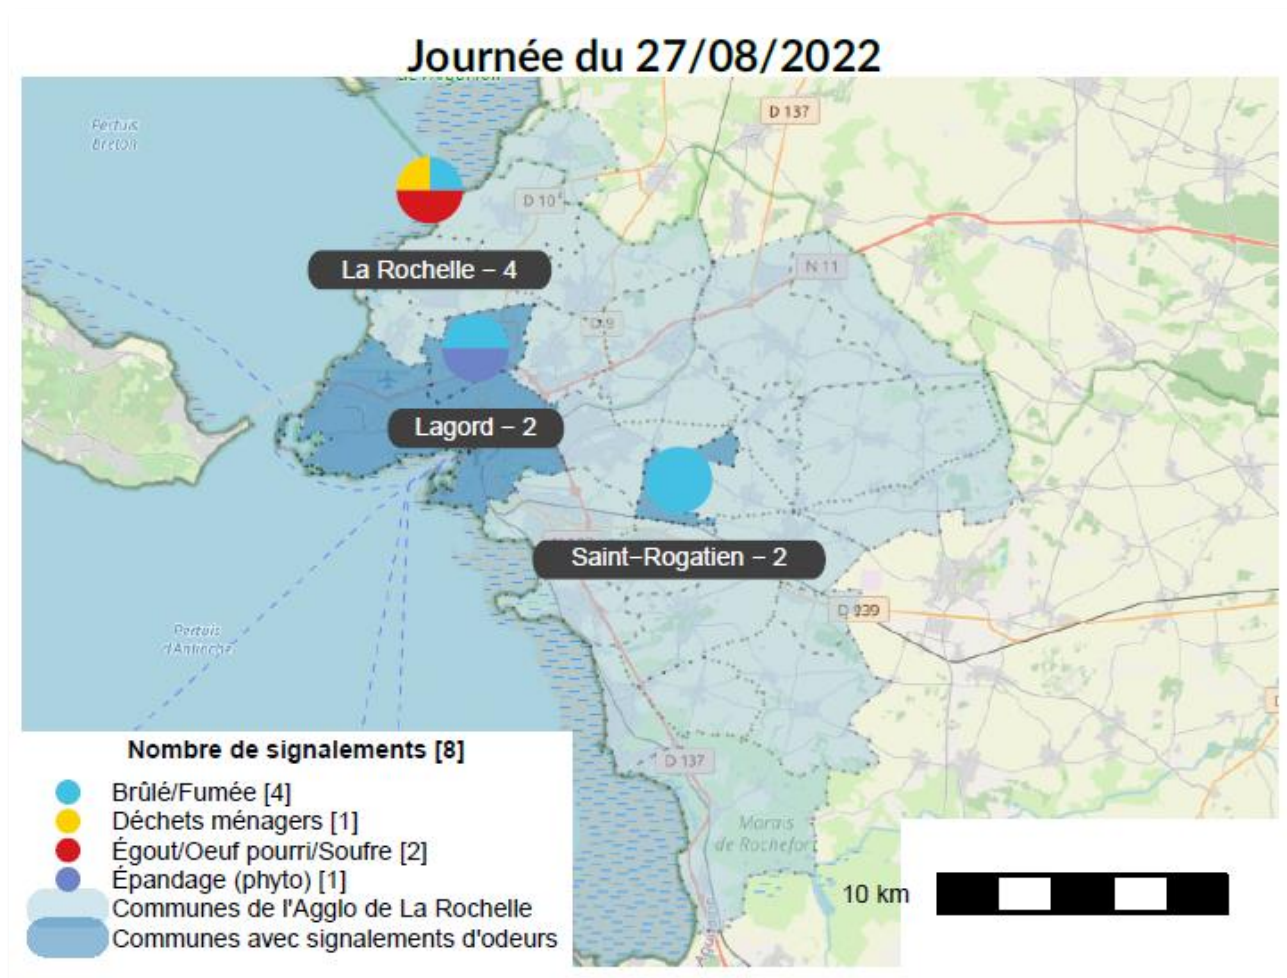 Journée du 27/08/2022
Pertuis
Breton
D 137
D 10
La Rochelle – 4
N 11
D 9
Lagord – 2
Saint–Rogatien – 2
D 939
Pertuis
d'Antioche
D 137
Marais
de Rochefort
Nombre de signalements [8]
Brûlé/Fumée [4]
Déchets ménagers [1]
Égout/Oeuf pourri/Soufre [2]
Épandage (phyto) [1]
Communes de l'Agglo de La Rochelle
Communes avec signalements d'odeurs
10 km